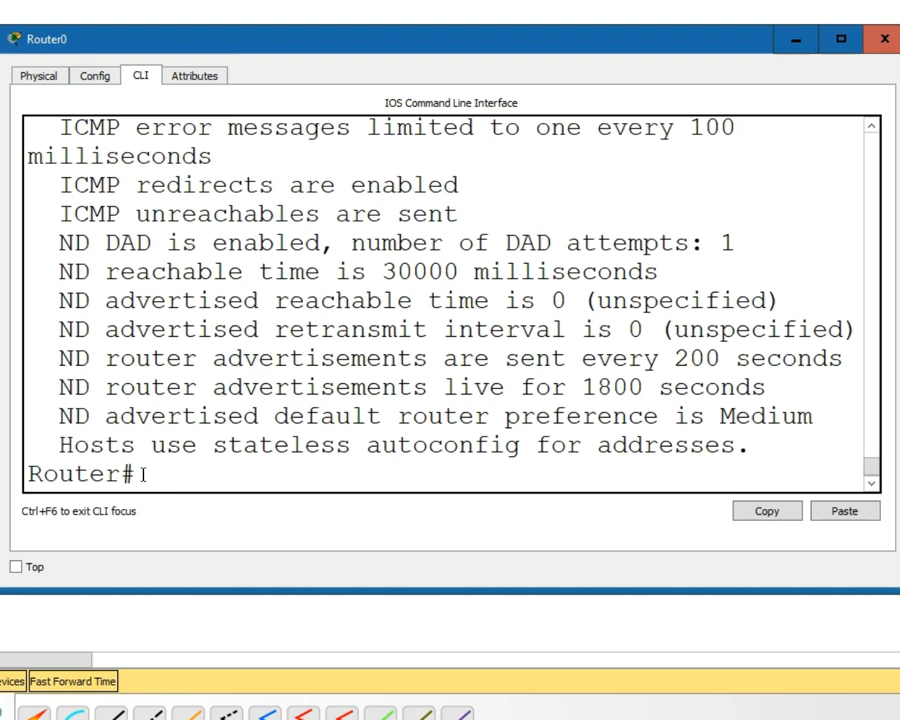 Router0
Physical Config CLI Attributes
IOS Command Line Interface
ICMP error messages limited to one every 100
milliseconds
ICMP redirects are enabled
ICMP unreachables are sent
ND DAD is enabled, number of DAD attempts: 1
ND reachable time is 30000 milliseconds
ND advertised reachable time is 0 (unspecified)
ND advertised retransmit interval is 0 (unspecified)
ND router advertisements are sent every 200 seconds
ND router advertisements live for 1800 seconds
ND advertised default router preference is Medium
Hosts use stateless autoconfig for addresses.
Router#
Ctrl+F6 to exit CLI focus Copy Paste
Top
evices Fast Forward Time